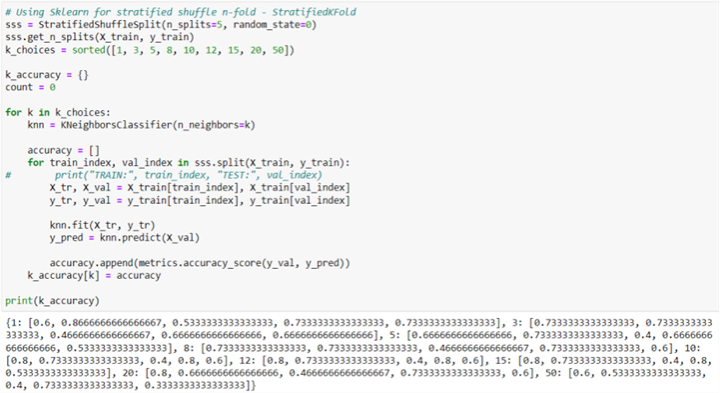 # Using Sklearn for stratified shuffle n-fold - StratifiedKFold
sss = StratifiedShuffleSplit(n_splits=5, random_state=0)
sss.get_n_splits(X_train, y_train)
k_choices = sorted([1, 3, 5, 8, 10, 12, 15, 20, 50])

k_accuracy = {}
count = 0

for k in k_choices:
    knn = KNeighborsClassifier(n_neighbors=k)

    accuracy = []
    for train_index, val_index in sss.split(X_train, y_train):
#       print("TRAIN:", train_index, "TEST:", val_index)
        X_tr, X_val = X_train[train_index], X_train[val_index]
        y_tr, y_val = y_train[train_index], y_train[val_index]

        knn.fit(X_tr, y_tr)
        y_pred = knn.predict(X_val)

        accuracy.append(metrics.accuracy_score(y_val, y_pred))
    k_accuracy[k] = accuracy

print(k_accuracy)
{1: [0.6, 0.8666666666666667, 0.5333333333333333, 0.7333333333333333, 0.7333333333333333], 3: [0.7333333333333333, 0.7333333333
333333, 0.4666666666666667, 0.6666666666666666, 0.6666666666666666], 5: [0.6666666666666666, 0.7333333333333333, 0.4, 0.6666666
666666666, 0.5333333333333333], 8: [0.7333333333333333, 0.7333333333333333, 0.4666666666666667, 0.7333333333333333, 0.6], 10:
[0.8, 0.7333333333333333, 0.4, 0.8, 0.6], 12: [0.8, 0.7333333333333333, 0.4, 0.8, 0.6], 15: [0.8, 0.7333333333333333, 0.4, 0.8,
0.5333333333333333], 20: [0.8, 0.6666666666666666, 0.4666666666666667, 0.7333333333333333, 0.6], 50: [0.6, 0.5333333333333333,
0.4, 0.7333333333333333, 0.3333333333333333]}